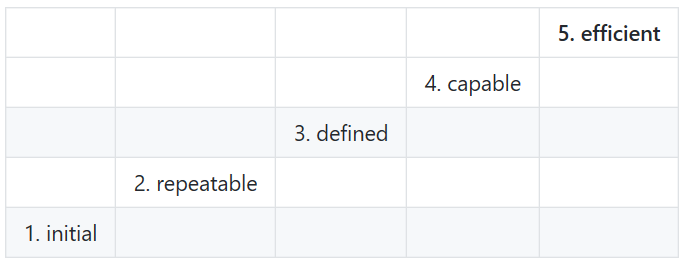 5. efficient
4. capable
3. defined
2. repeatable
1. initial